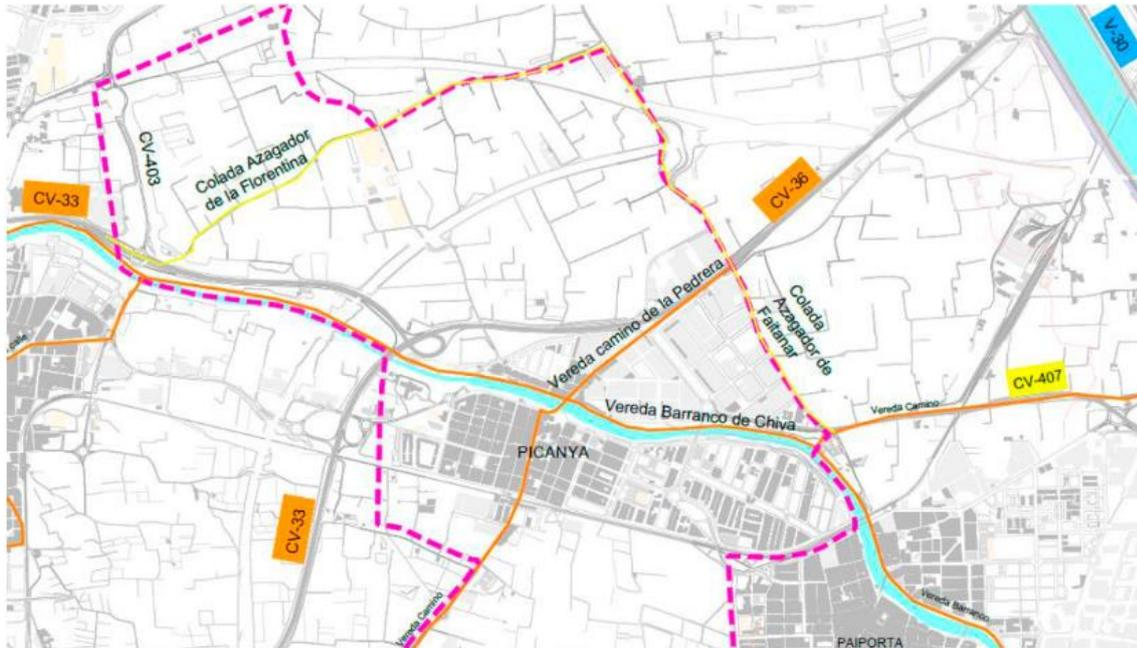 V-30
CV-403
Colada Azagador
de la Florentina
CV-33
CV-36
Vereda camino de la Pedrera
Colada
Azagador de
Faitanar
calle
CV-407
Vereda Camino
Vereda Barranco de Chiva
PICANYA
CV-33
Vereda Camino
Vereda Barranco
PAIPORTA